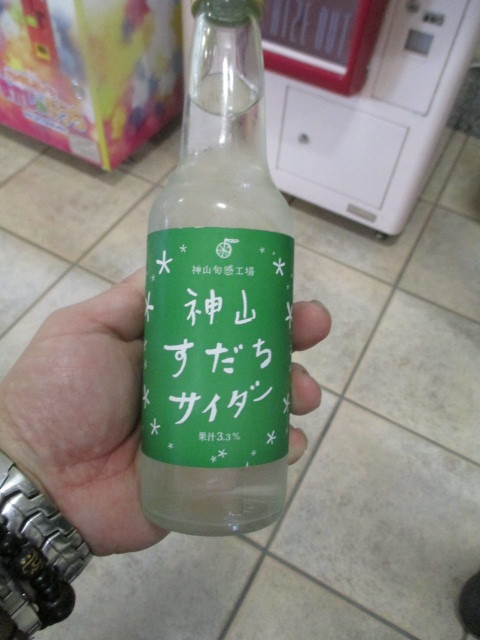 神山旬感工場
神山
すだち
サイダー
果汁3.3%